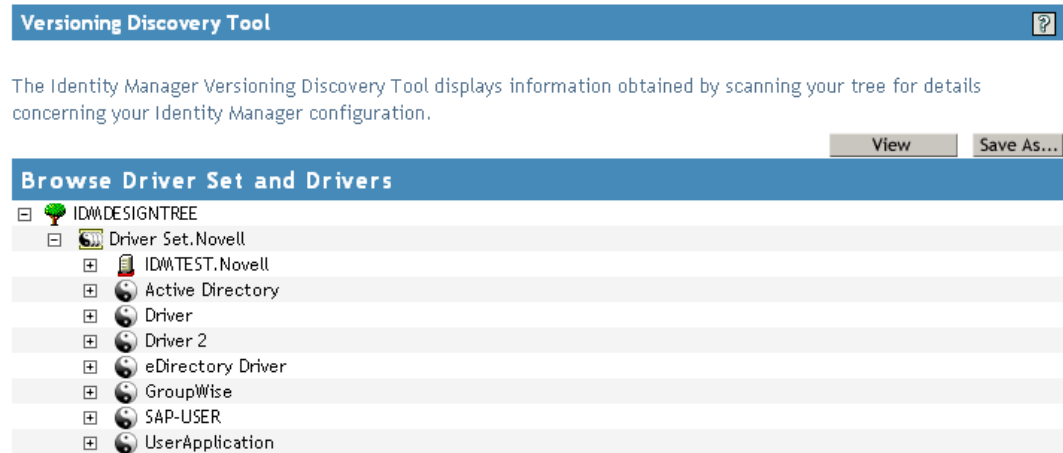 Versioning Discovery Tool
?
The Identity Manager Versioning Discovery Tool displays information obtained by scanning your tree for details
concerning your Identity Manager configuration.
View Save As...
Browse Driver Set and Drivers
IDMDESIGNTREE
Driver Set.Novell
IDMTEST.Novell
Active Directory
Driver
Driver 2
eDirectory Driver
GroupWise
SAP-USER
UserApplication